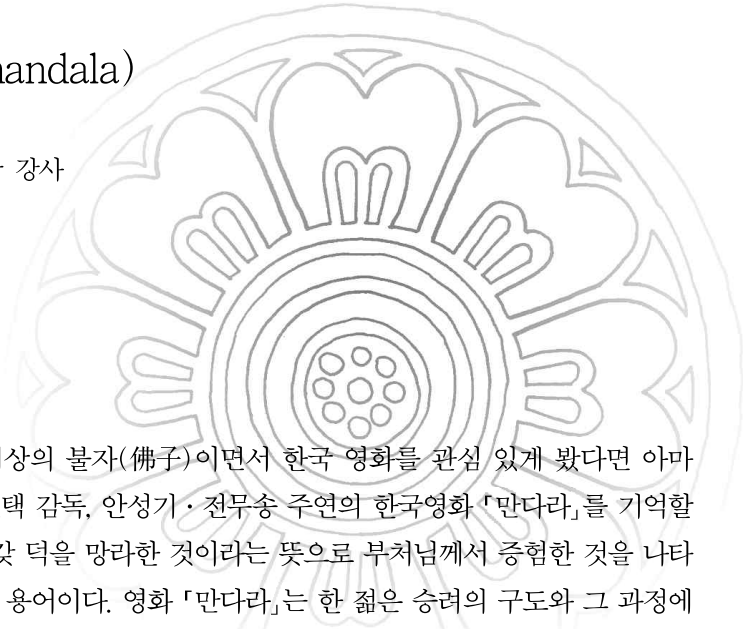 andala)
강사
상의 불자(佛子)이면서 한국 영화를 관심 있게 봤다면 아마
택 감독, 안성기·전무송 주연의 한국영화 「만다라」를 기억할
갖 덕을 망라한 것이라는 뜻으로 부처님께서 증험한 것을 나타
용어이다. 영화 「만다라」는 한 젊은 승려의 구도와 그 과정에